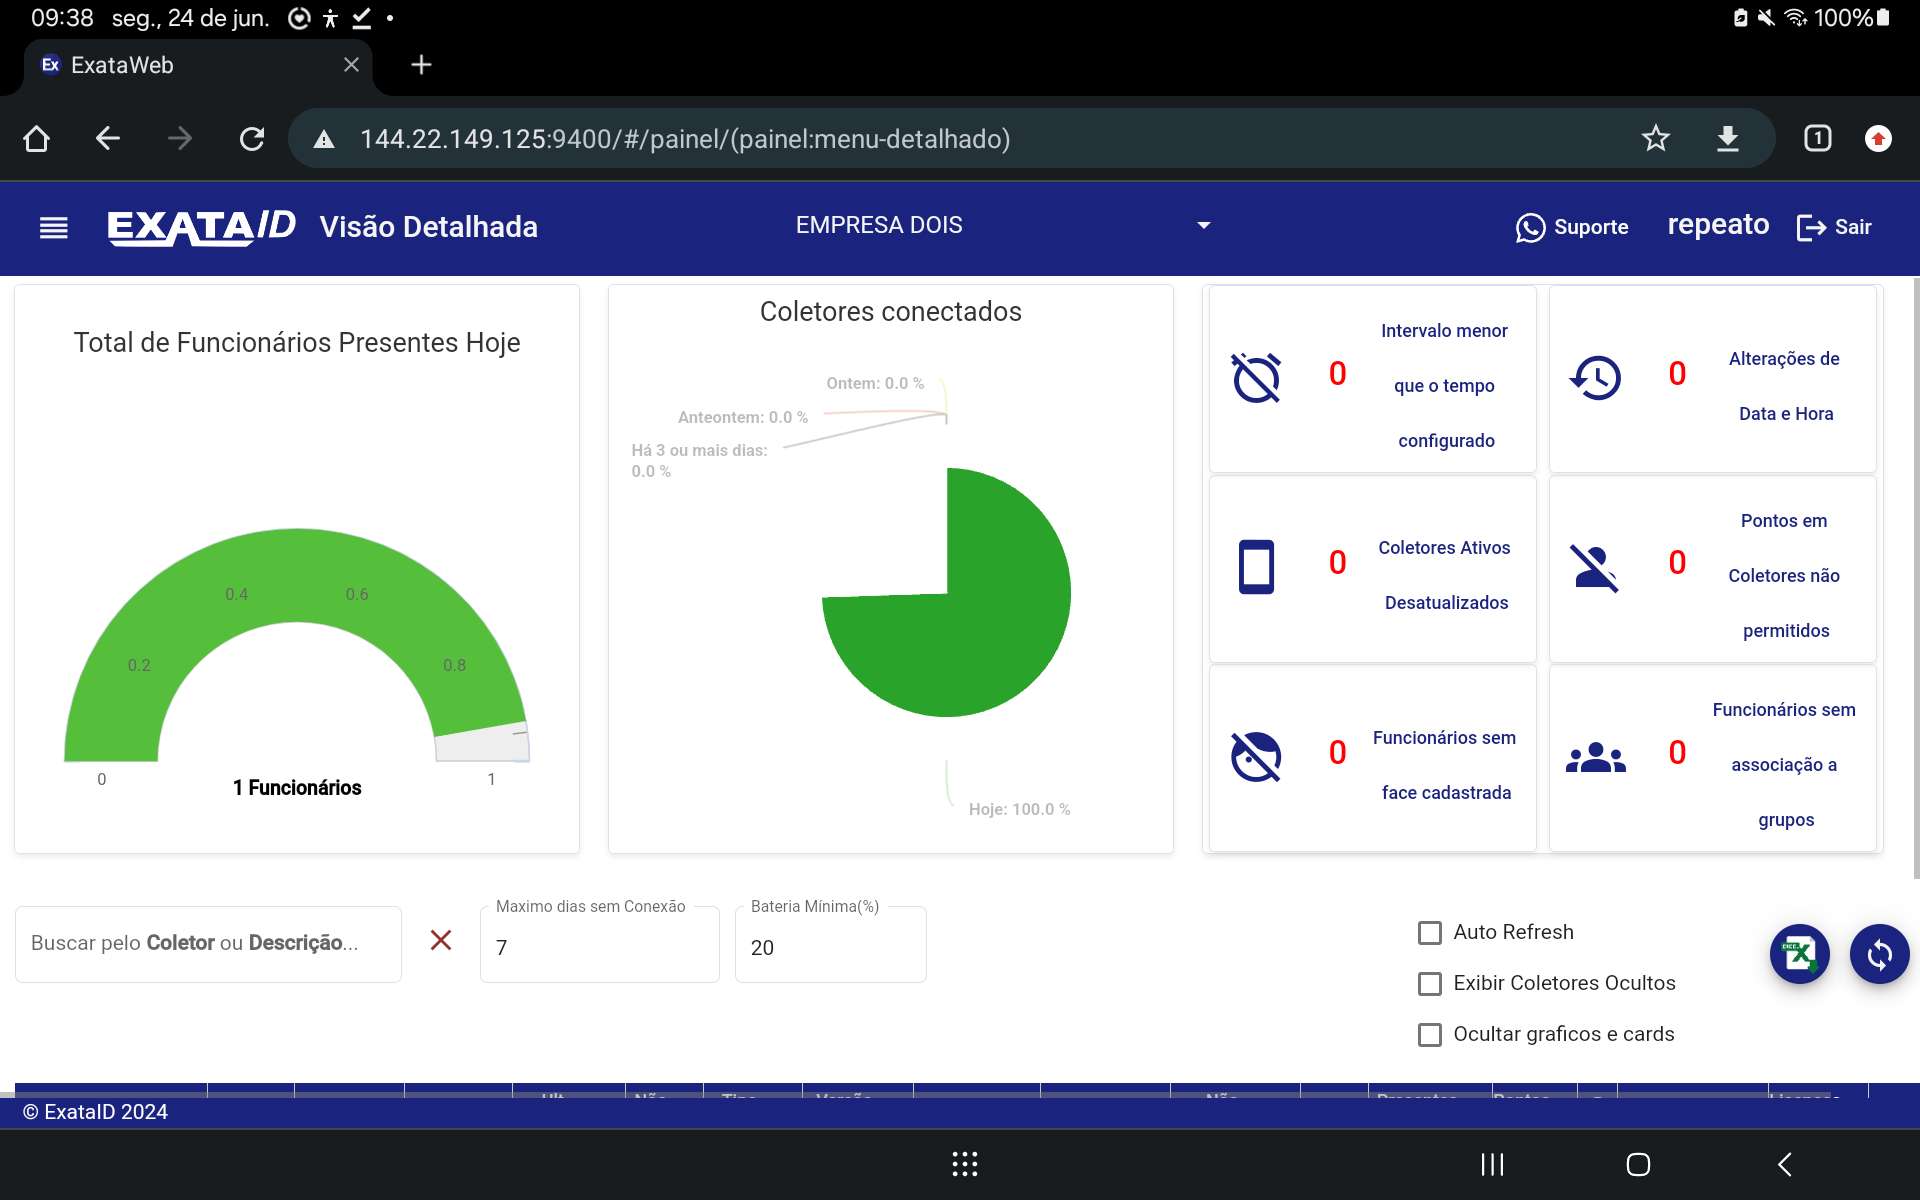 09:38 seg., 24 de jun.
100%
Ex ExataWeb
144.22.149.125:9400/#/painel/(painel:menu-detalhado)
1
EXATAID Visão Detalhada
EMPRESA DOIS
Suporte
repeato
Sair
Total de Funcionários Presentes Hoje
0.4
0.6
0.2
0.8
0
1
1 Funcionários
Coletores conectados
Ontem: 0.0 %
Anteontem: 0.0 %
Há 3 ou mais dias:
0.0 %
Hoje: 100.0 %
0
Intervalo menor
que o tempo
configurado
0
Alterações de
Data e Hora
0
Coletores Ativos
Desatualizados
0
Pontos em
Coletores não
permitidos
0
Funcionários sem
face cadastrada
0
Funcionários sem
associação a
grupos
Buscar pelo Coletor ou Descrição...
Maximo dias sem Conexão
7
Bateria Mínima(%)
20
Auto Refresh
Exibir Coletores Ocultos
Ocultar graficos e cards
© ExataID 2024